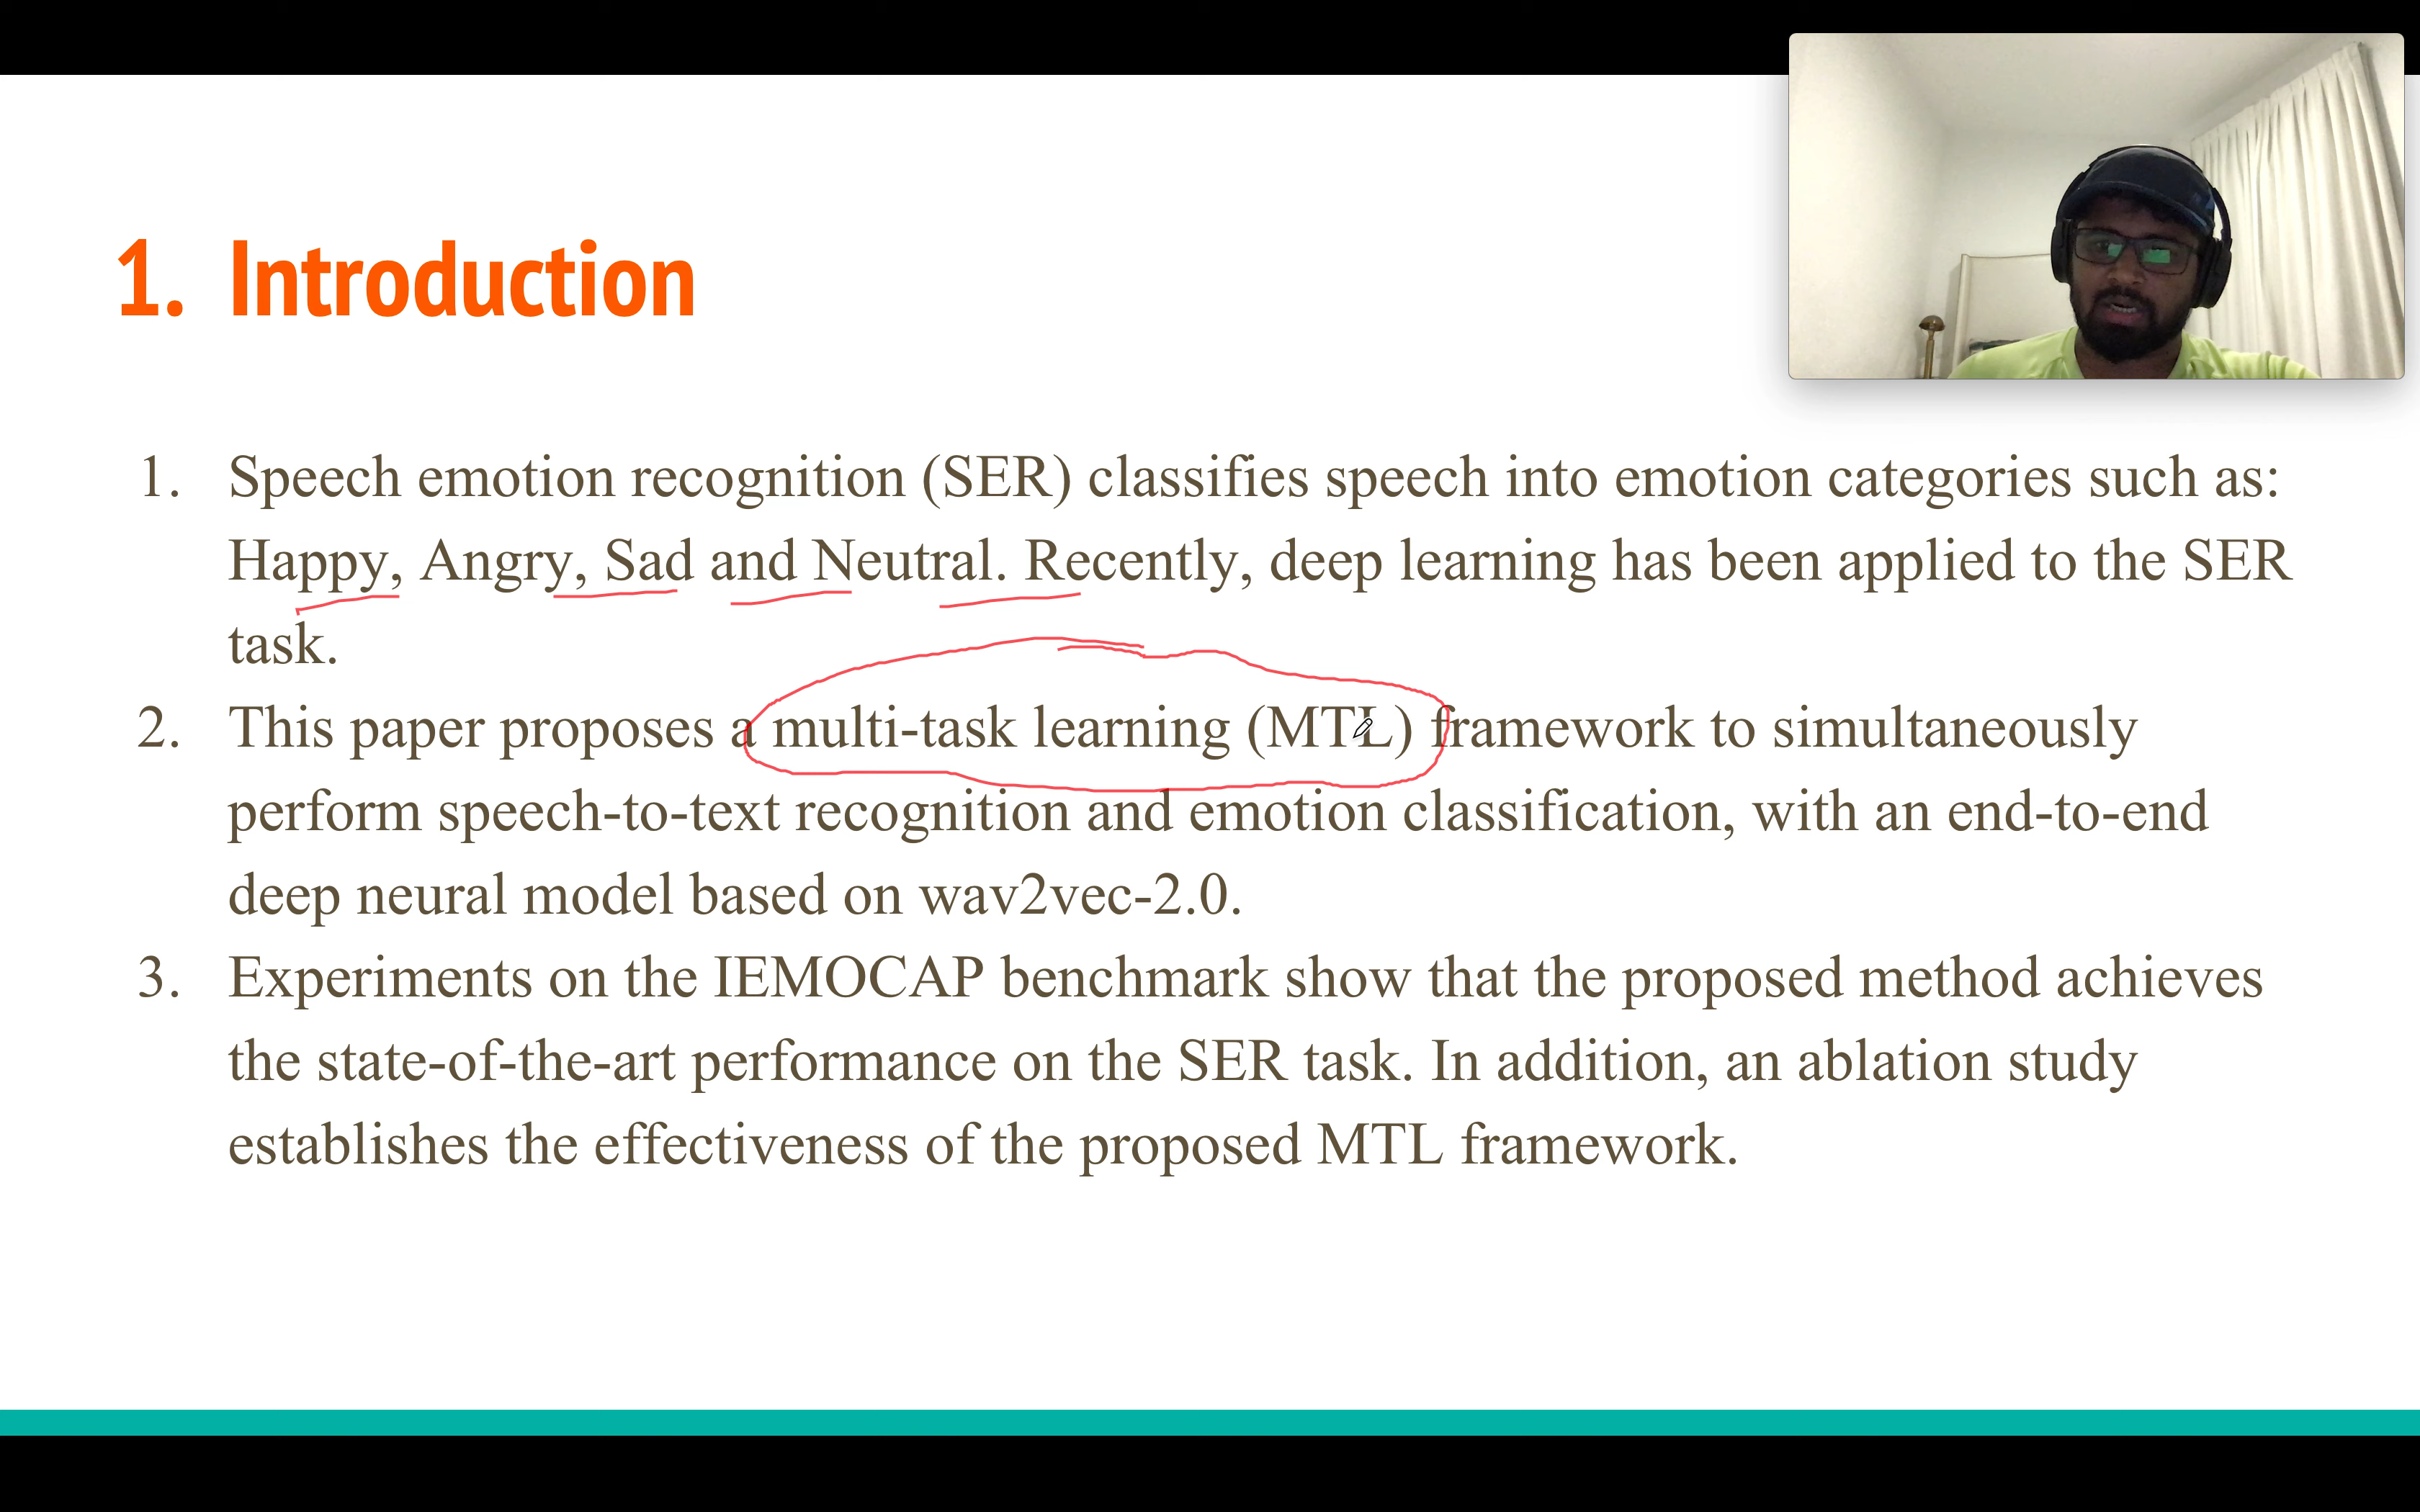 1. Introduction
1. Speech emotion recognition (SER) classifies speech into emotion categories such as:
Happy, Angry, Sad and Neutral. Recently, deep learning has been applied to the SER
task.
2. This paper proposes a multi-task learning (MTL) framework to simultaneously
perform speech-to-text recognition and emotion classification, with an end-to-end
deep neural model based on wav2vec-2.0.
3. Experiments on the IEMOCAP benchmark show that the proposed method achieves
the state-of-the-art performance on the SER task. In addition, an ablation study
establishes the effectiveness of the proposed MTL framework.